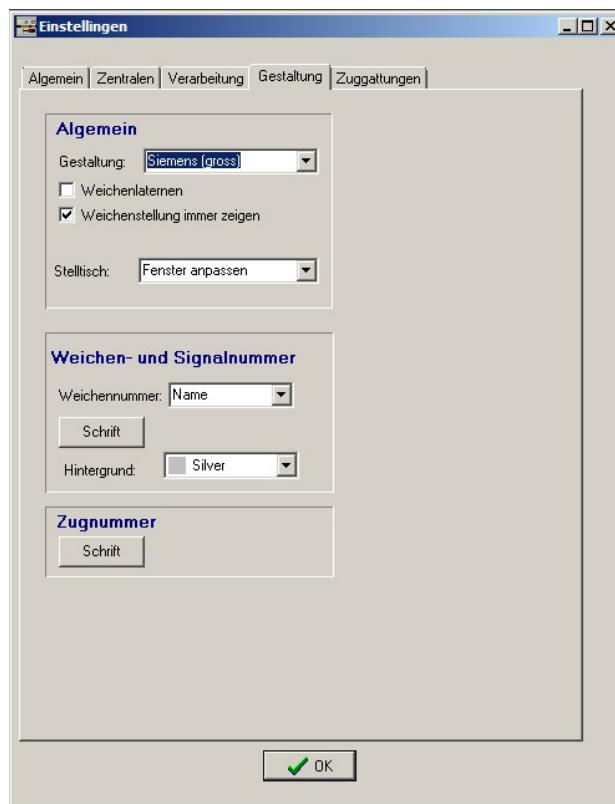 Einstellingen
Algemein Zentralen Verarbeitung Gestaltung Zuggattungen
Algemein
Gestaltung: Siemens (gross)
Weichenlaternen
Weichenstellung immer zeigen
Stelltisch: Fenster anpassen
Weichen- und Signalnummer
Weichennummer: Name
Schrift
Hintergrund: Silver
Zugnummer
Schrift
OK